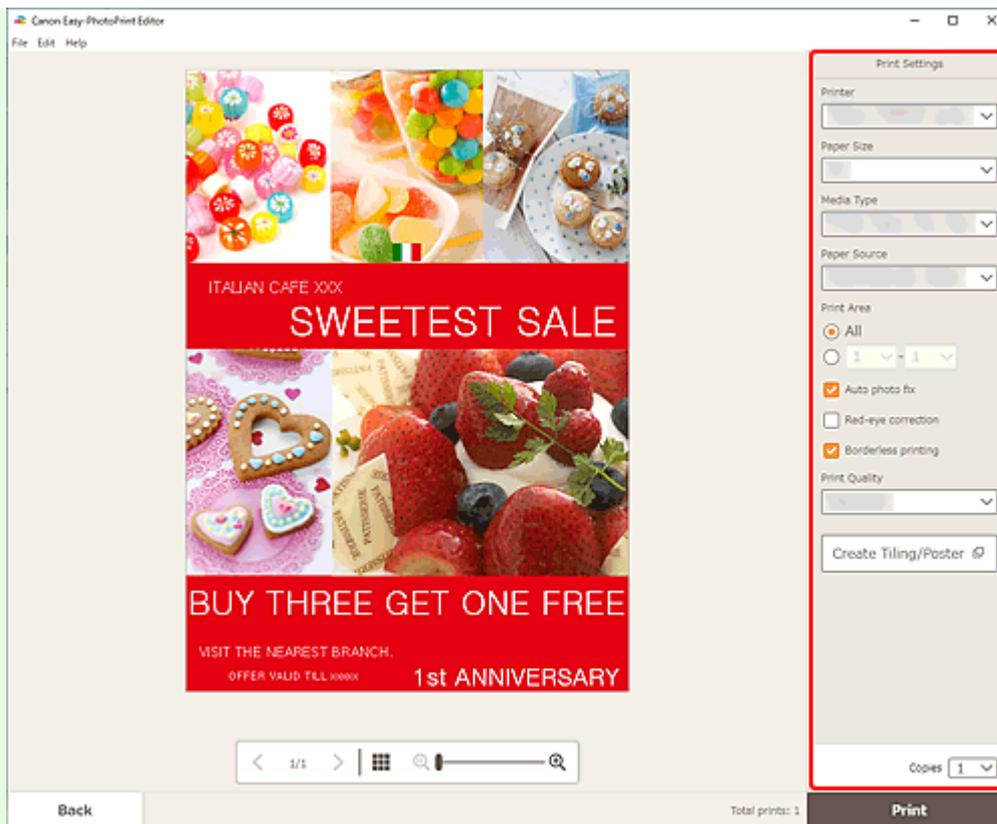 Canon Easy-PhotoPrint Editor
File Edit Help
Print Settings
Printer
Paper Size
Media Type
Paper Source
Print Area
All
1 - 1
Auto photo fix
Red-eye correction
Borderless printing
Print Quality
Create Tiling/Poster
Copies 1
ITALIAN CAFE XXX
SWEETEST SALE
BUY THREE GET ONE FREE
VISIT THE NEAREST BRANCH.
OFFER VALID TILL xxxxx
1st ANNIVERSARY
1/1
Back
Total prints: 1
Print